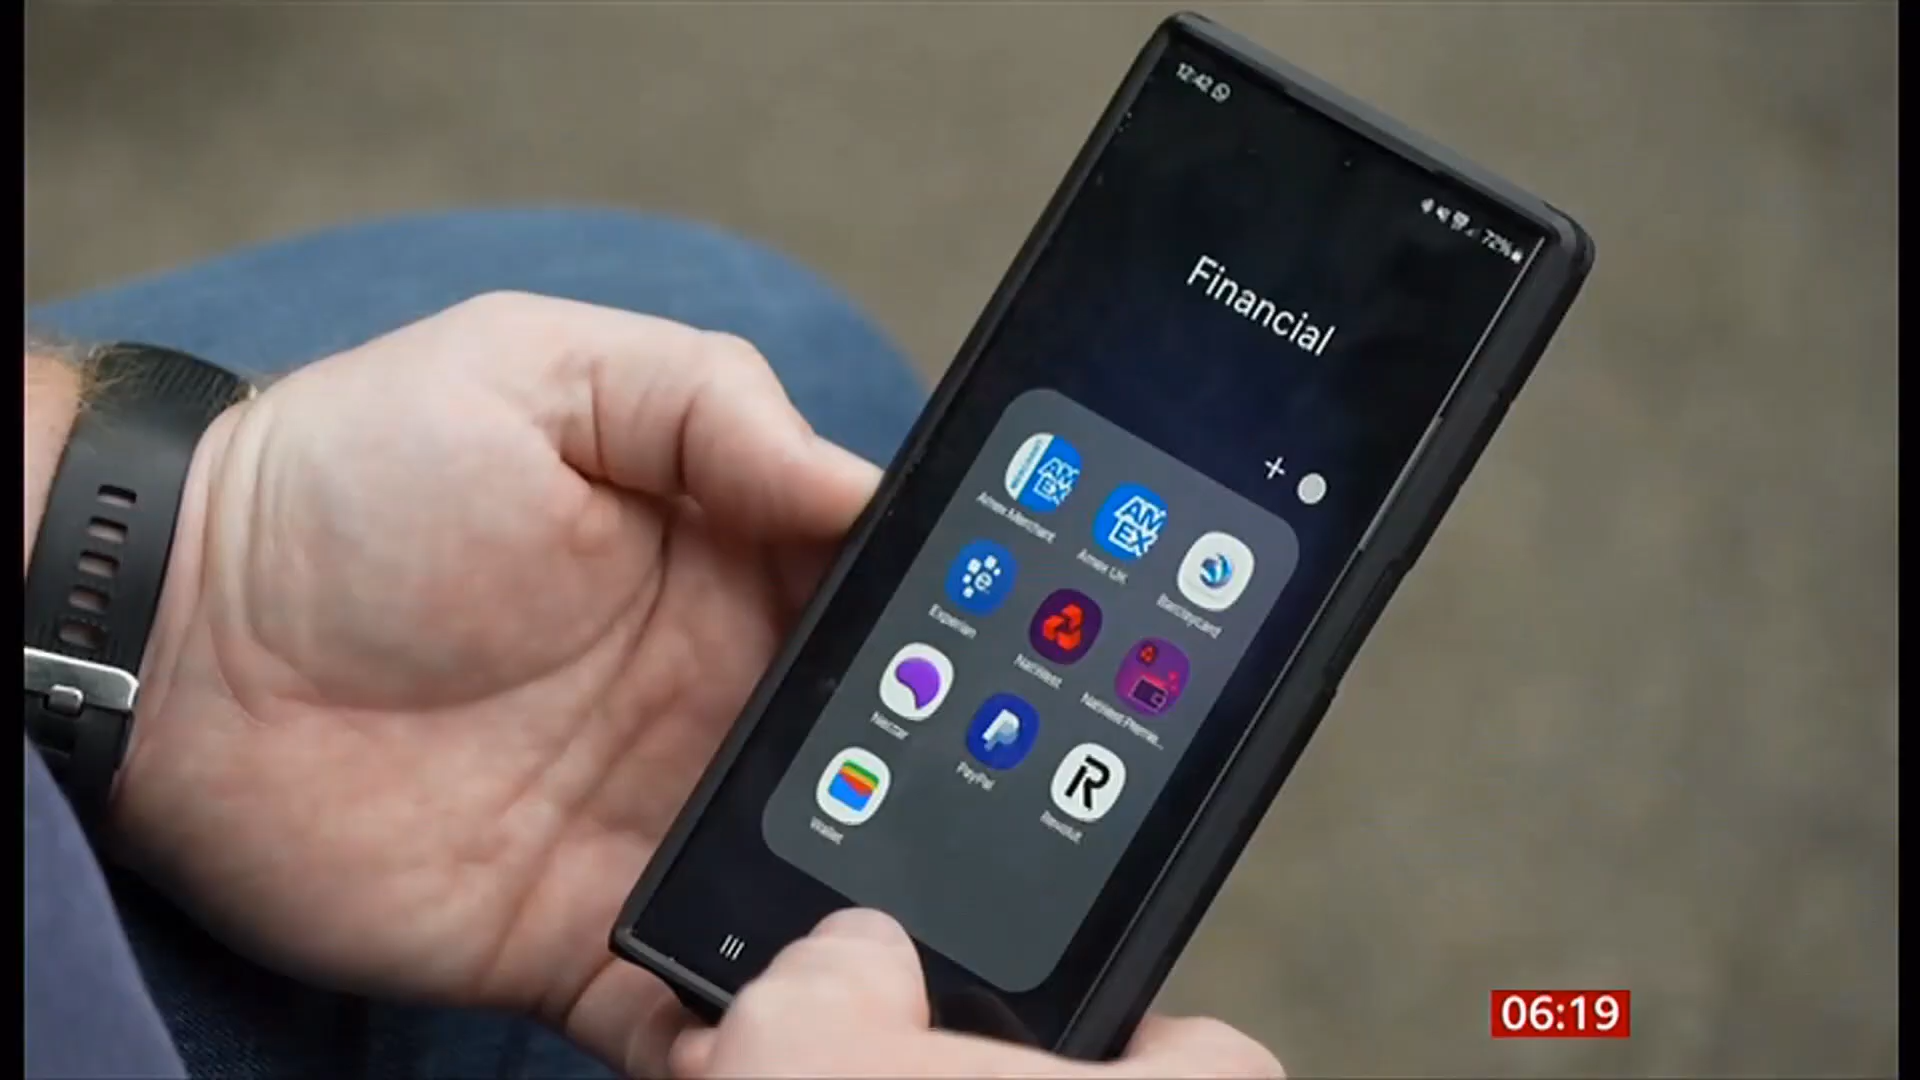 12:42
72%
Financial
+
AM
EX
AM
EX
Amex Merchant
Amex UK
Barclaycard
e.
Experian
NatWest
NatWest Premie...
Nectar
PayPal
R
Revolut
Wallet
06:19